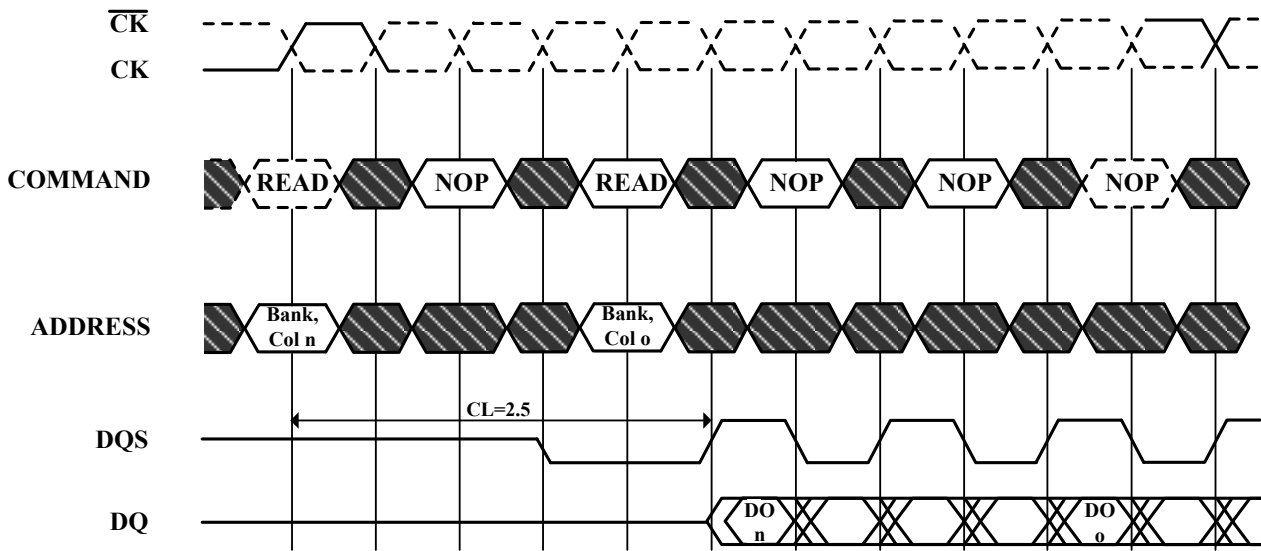 CK
CK
COMMAND READ NOP READ NOP NOP NOP
ADDRESS Bank, Col n Bank, Col o
CL=2.5
DQS
DQ DO n DO o